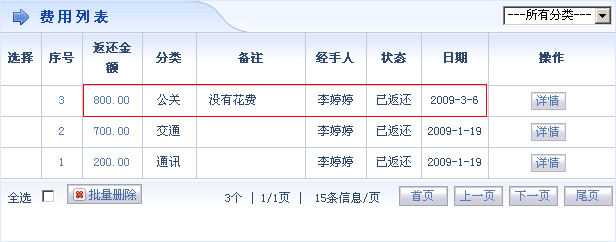 费用列表
---所有分类---
选择 序号 返还金额 分类 备注 经手人 状态 日期 操作
3 800.00 公关 没有花费 李婷婷 已返还 2009-3-6 详情
2 700.00 交通 李婷婷 已返还 2009-1-19 详情
1 200.00 通讯 李婷婷 已返还 2009-1-19 详情
全选 批量删除 3个 | 1/1页 | 15条信息/页 首页 上一页 下一页 尾页